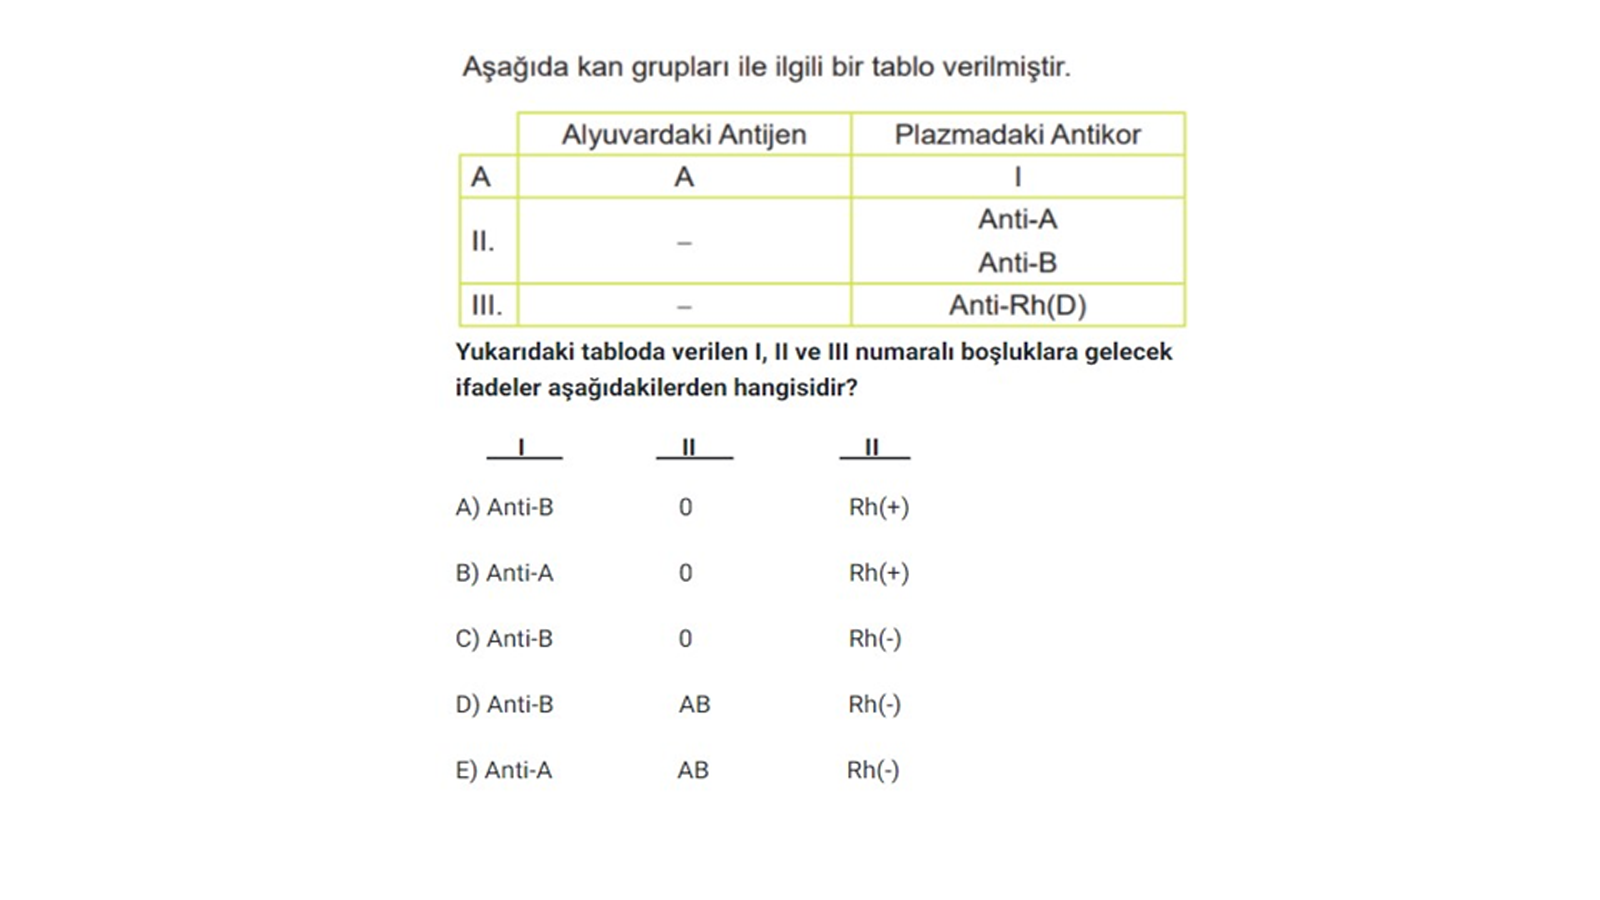 Aşağıda kan grupları ile ilgili bir tablo verilmiştir.
Alyuvardaki Antijen Plazmadaki Antikor
A A I
II. – Anti-A
Anti-B
III. – Anti-Rh(D)
Yukarıdaki tabloda verilen I, II ve III numaralı boşluklara gelecek
ifadeler aşağıdakilerden hangisidir?
I II II
A) Anti-B 0 Rh(+)
B) Anti-A 0 Rh(+)
C) Anti-B 0 Rh(-)
D) Anti-B AB Rh(-)
E) Anti-A AB Rh(-)